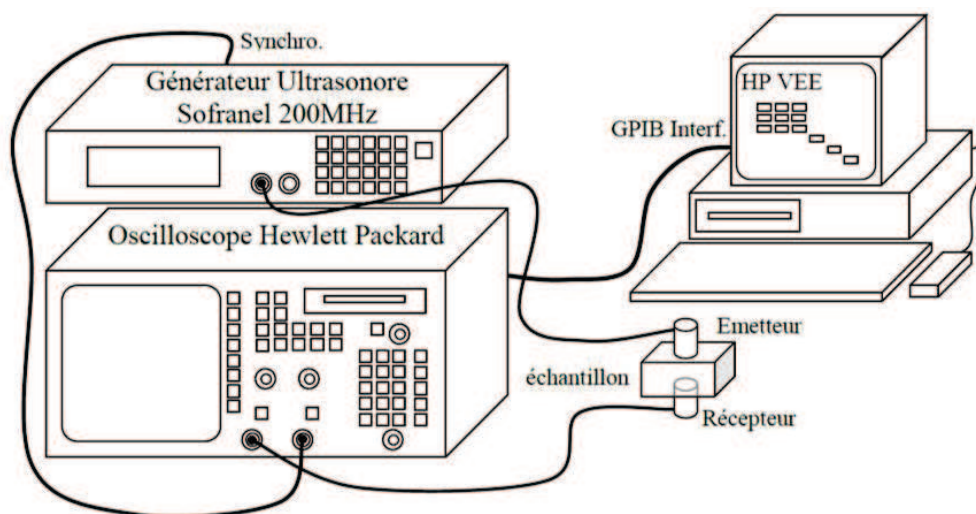 Synchro.
Générateur Ultrasonore
Sofranel 200MHz
HP VEE
GPIB Interf.
Oscilloscope Hewlett Packard
Emetteur
échantillon
Récepteur